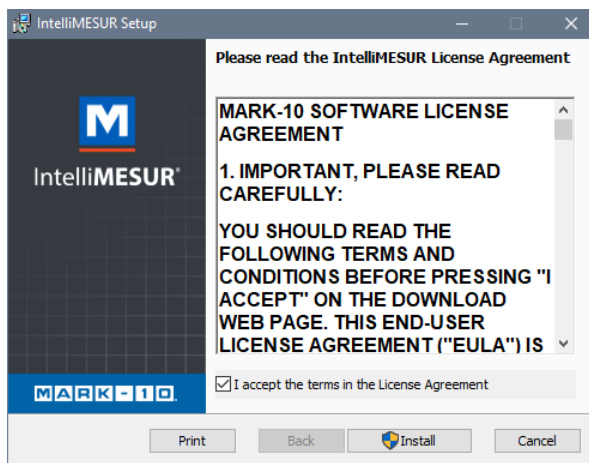 IntelliMESUR Setup
Please read the IntelliMESUR License Agreement
M
IntelliMESUR®
MARK-10 SOFTWARE LICENSE
AGREEMENT
1. IMPORTANT, PLEASE READ
CAREFULLY:
YOU SHOULD READ THE
FOLLOWING TERMS AND
CONDITIONS BEFORE PRESSING "I
ACCEPT" ON THE DOWNLOAD
WEB PAGE. THIS END-USER
LICENSE AGREEMENT ("EULA") IS
MARK-10.
I accept the terms in the License Agreement
Print
Back
Install
Cancel